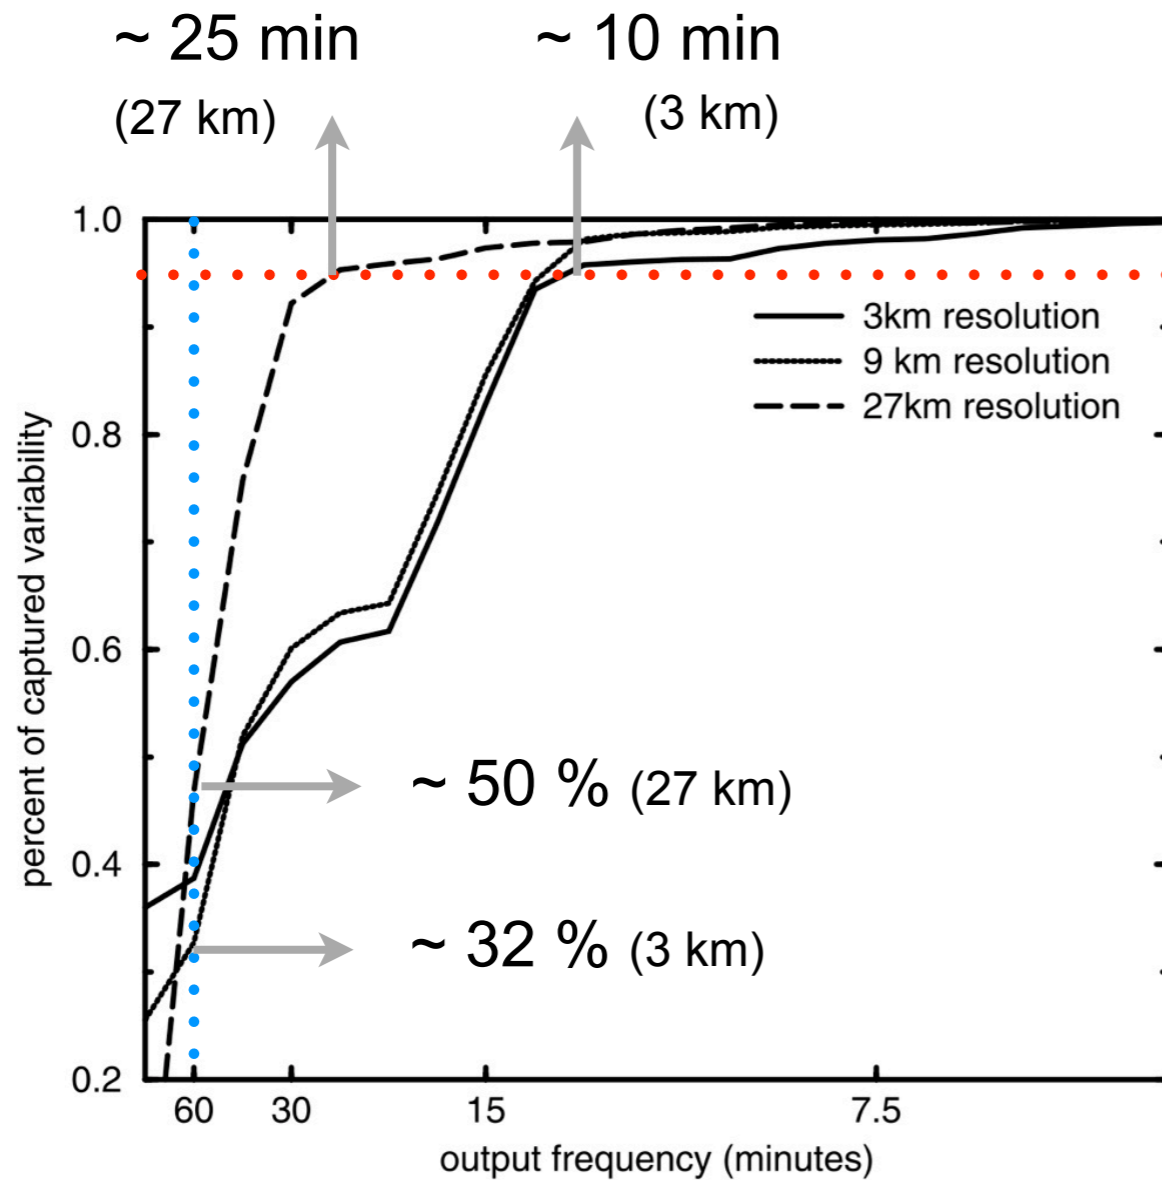 ~ 25 min
(27 km)
~ 10 min
(3 km)
1.0
0.8
0.6
0.4
0.2
percent of captured variability
3km resolution
9 km resolution
27km resolution
~ 50 % (27 km)
~ 32 % (3 km)
60 30 15 7.5
output frequency (minutes)